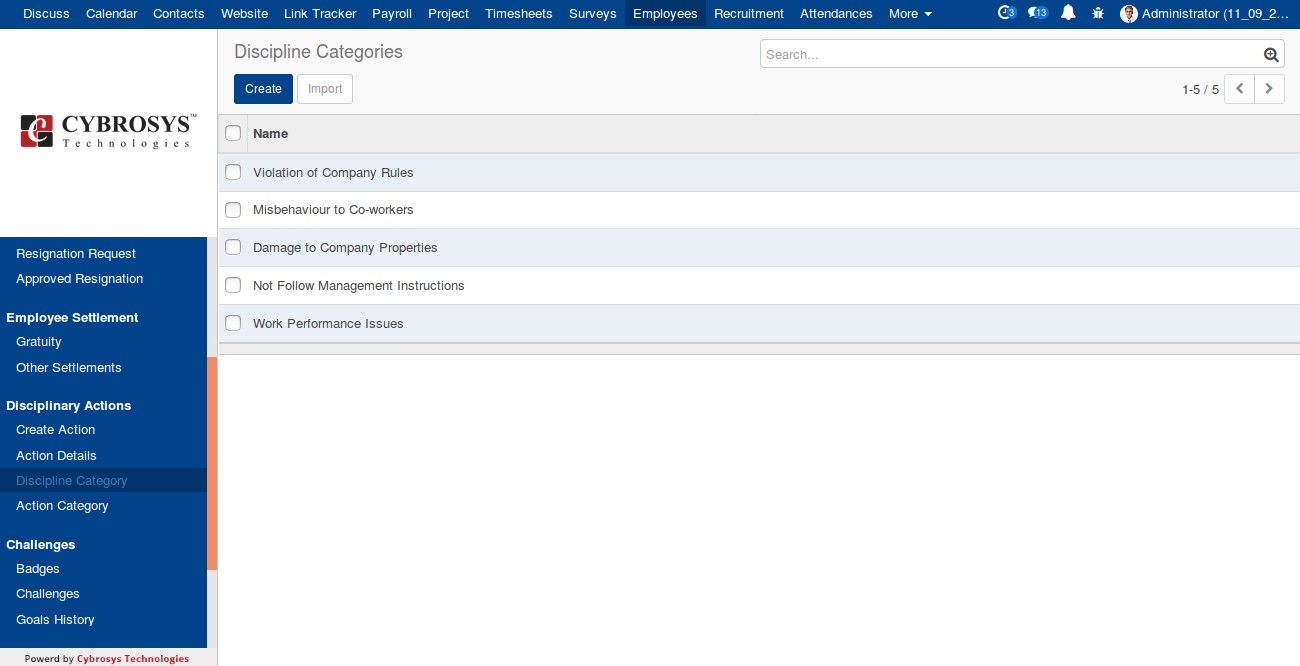 Discuss Calendar Contacts Website Link Tracker Payroll Project Timesheets Surveys Employees Recruitment Attendances More 3 13 Administrator (11_09_2...
CYBROSYS™
Technologies
Discipline Categories
Search...
Create Import
1-5 / 5
Name
Violation of Company Rules
Misbehaviour to Co-workers
Damage to Company Properties
Not Follow Management Instructions
Work Performance Issues
Resignation Request
Approved Resignation
Employee Settlement
Gratuity
Other Settlements
Disciplinary Actions
Create Action
Action Details
Discipline Category
Action Category
Challenges
Badges
Challenges
Goals History
Powerd by Cybrosys Technologies